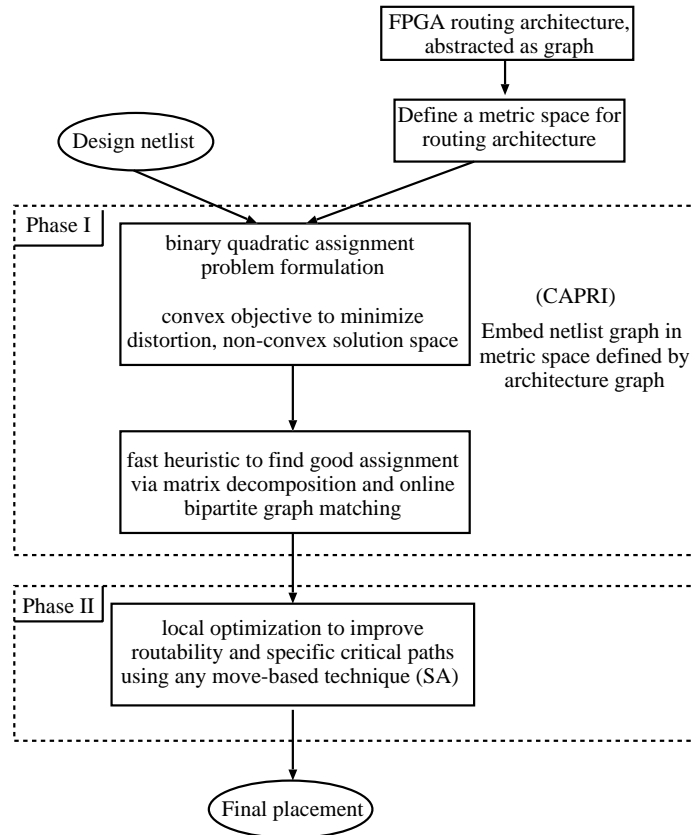 FPGA routing architecture,
abstracted as graph
Define a metric space for
routing architecture
Design netlist
Phase I
binary quadratic assignment
problem formulation
convex objective to minimize
distortion, non-convex solution space
(CAPRI)
Embed netlist graph in
metric space defined by
architecture graph
fast heuristic to find good assignment
via matrix decomposition and online
bipartite graph matching
Phase II
local optimization to improve
routability and specific critical paths
using any move-based technique (SA)
Final placement